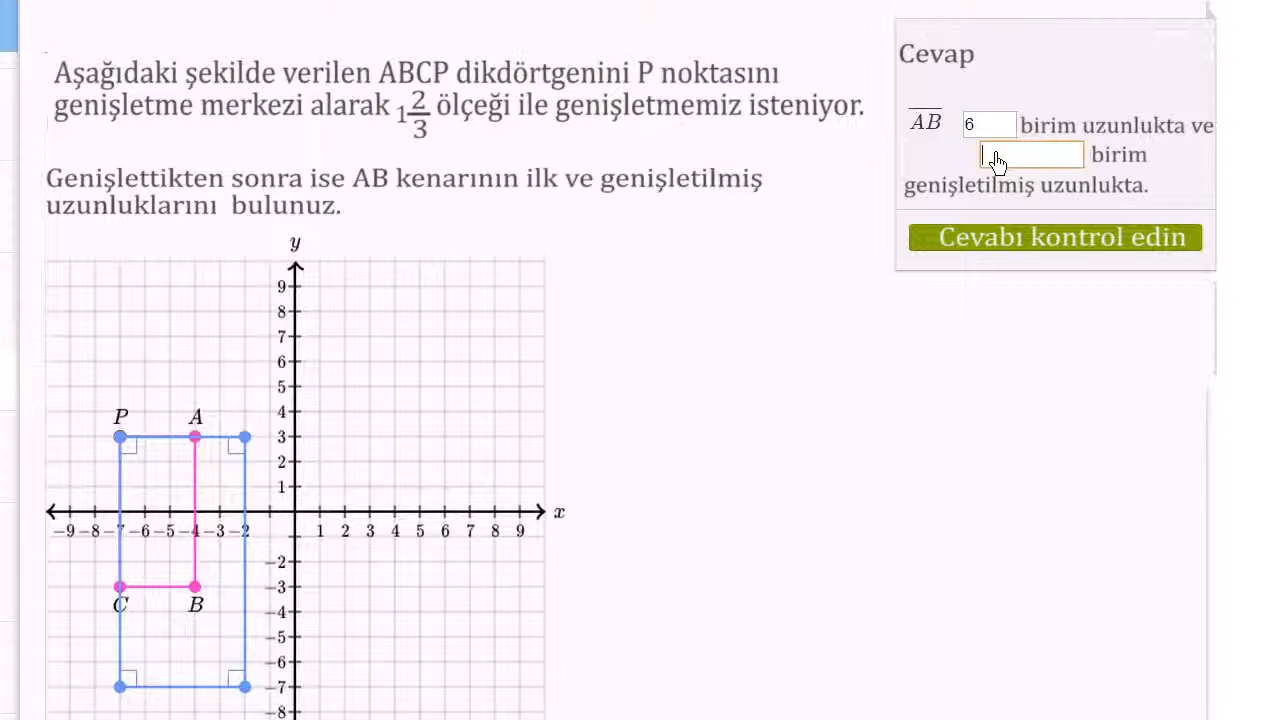 Aşağıdaki şekilde verilen ABCP dikdörtgenini P noktasını
genişletme merkezi alarak 1 2/3 ölçeği ile genişletmemiz isteniyor.
Genişlettikten sonra ise AB kenarının ilk ve genişletilmiş
uzunluklarını bulunuz.
Cevap
AB 6 birim uzunlukta ve
birim
genişletilmiş uzunlukta.
Cevabı kontrol edin
y
9
8
7
6
5
4
3
2
1
P A
−9 −8 −7 −6 −5 −4 −3 −2 1 2 3 4 5 6 7 8 9 x
−2
−3
−4
−5
−6
−7
−8
C B